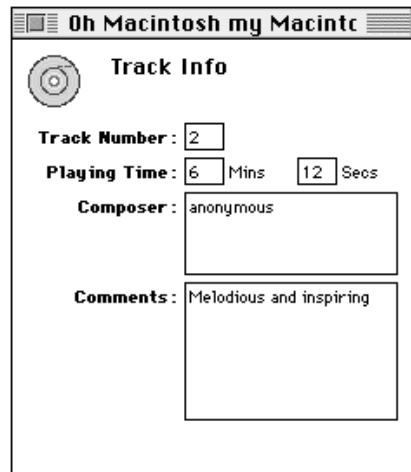 Oh Macintosh my Macintc
Track Info
Track Number: 2
Playing Time: 6 Mins 12 Secs
Composer: anonymous
Comments: Melodious and inspiring